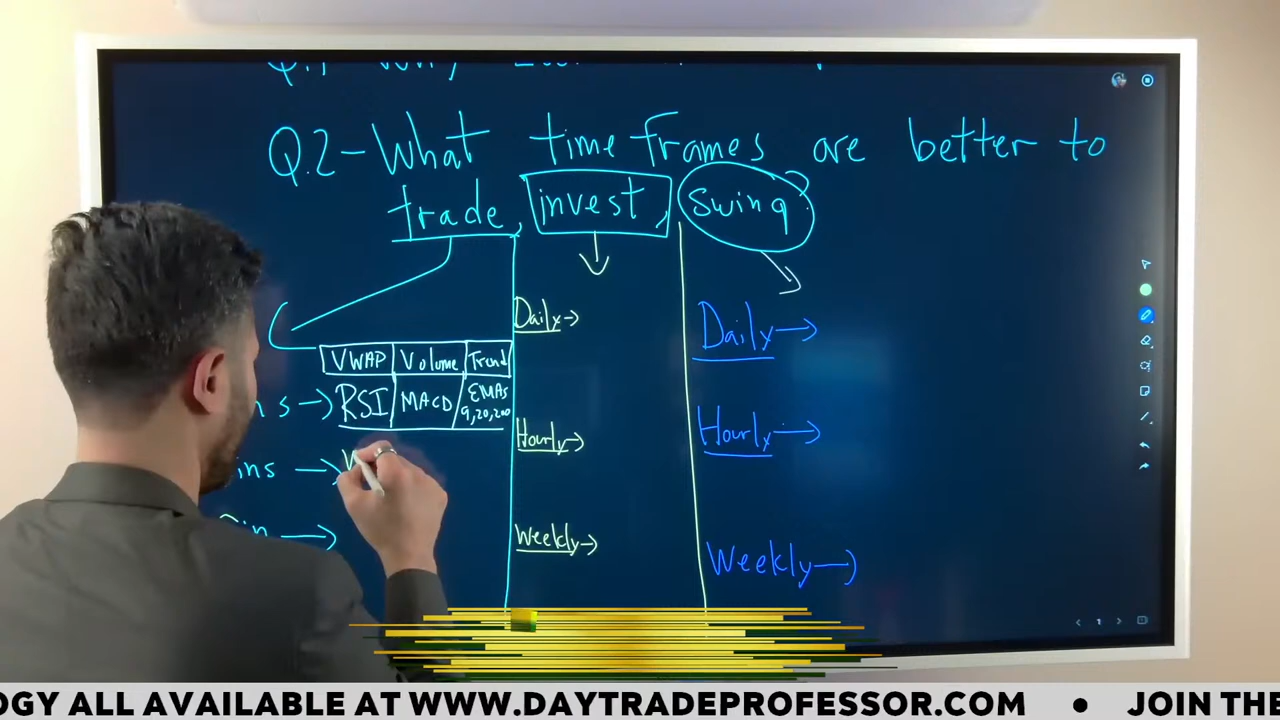 Q.2-What time frames are better to
trade, invest, swing
Daily→ Daily→
VWAP Volume Trend
RSI MACD EMAs 9,20,200
Hourly→ Hourly→
ins →
Weekly→ Weekly→
OGY ALL AVAILABLE AT WWW.DAYTRADEPROFESSOR.COM • JOIN THE